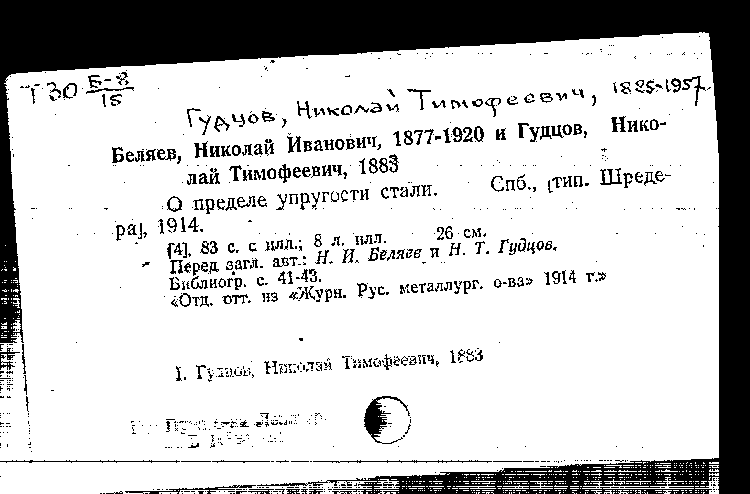 Т30 Б-8
15
Гудцов, Николай Тимофеевич, 1885-1957.
Беляев, Николай Иванович, 1877-1920 и Гудцов, Нико-
лай Тимофеевич, 1883
О пределе упругости стали. Спб., [тип. Шреде-
ра], 1914.
[4], 83 с. с илл.; 8 л. илл. 26 см.
Перед загл. авт.: Н. И. Беляев и Н. Т. Гудцов.
Библиогр. с. 41-43.
«Отд. отт. из «Журн. Рус. металлург. о-ва» 1914 г.»
I. Гудцов, Николай Тимофеевич, 1883